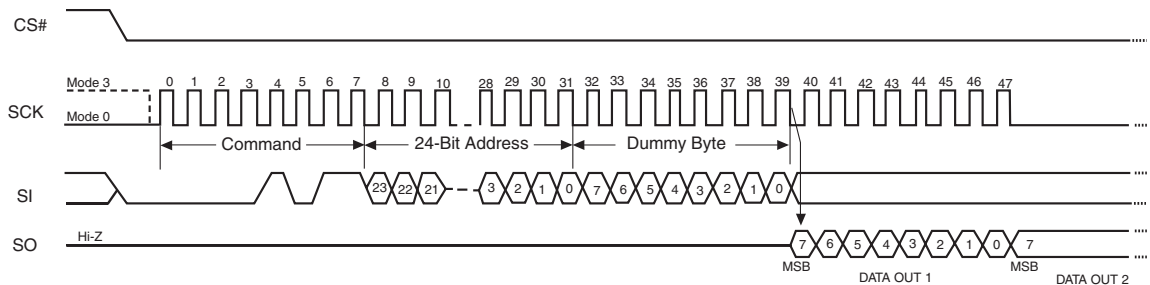 CS#
Mode 3
0 1 2 3 4 5 6 7 8 9 10 28 29 30 31 32 33 34 35 36 37 38 39 40 41 42 43 44 45 46 47
SCK
Mode 0
Command 24-Bit Address Dummy Byte
SI
23 22 21 3 2 1 0 7 6 5 4 3 2 1 0
Hi-Z
SO
7 6 5 4 3 2 1 0 7
MSB MSB
DATA OUT 1 DATA OUT 2